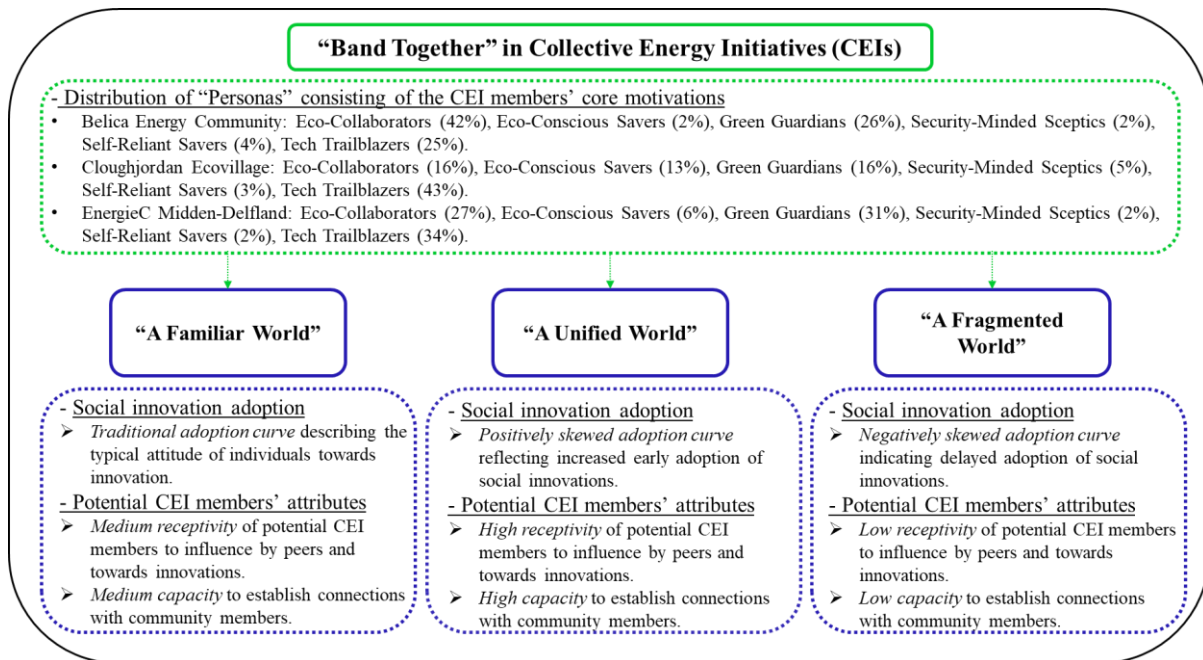 “Band Together” in Collective Energy Initiatives (CEIs)
- Distribution of “Personas” consisting of the CEI members’ core motivations
• Belica Energy Community: Eco-Collaborators (42%), Eco-Conscious Savers (2%), Green Guardians (26%), Security-Minded Sceptics (2%),
Self-Reliant Savers (4%), Tech Trailblazers (25%).
• Cloughjordan Ecovillage: Eco-Collaborators (16%), Eco-Conscious Savers (13%), Green Guardians (16%), Security-Minded Sceptics (5%),
Self-Reliant Savers (3%), Tech Trailblazers (43%).
• EnergieC Midden-Delfland: Eco-Collaborators (27%), Eco-Conscious Savers (6%), Green Guardians (31%), Security-Minded Sceptics (2%),
Self-Reliant Savers (2%), Tech Trailblazers (34%).
“A Familiar World”
- Social innovation adoption
➢ Traditional adoption curve describing the
typical attitude of individuals towards
innovation.
- Potential CEI members’ attributes
➢ Medium receptivity of potential CEI
members to influence by peers and
towards innovations.
➢ Medium capacity to establish connections
with community members.
“A Unified World”
- Social innovation adoption
➢ Positively skewed adoption curve
reflecting increased early adoption of
social innovations.
- Potential CEI members’ attributes
➢ High receptivity of potential CEI
members to influence by peers and
towards innovations.
➢ High capacity to establish connections
with community members.
“A Fragmented
World”
- Social innovation adoption
➢ Negatively skewed adoption curve
indicating delayed adoption of social
innovations.
- Potential CEI members’ attributes
➢ Low receptivity of potential CEI members
to influence by peers and towards
innovations.
➢ Low capacity to establish connections
with community members.